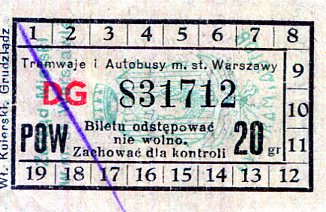 1 2 3 4 5 6 7 8
Tramwaje i Autobusy m. st. Warszawy
9
DG 831712
10
POW Biletu odstępować
nie wolno.
Zachować dla kontroli
20 gr
11
19 18 17 16 15 14 13 12
Wł. Kulerski, Grudziądz